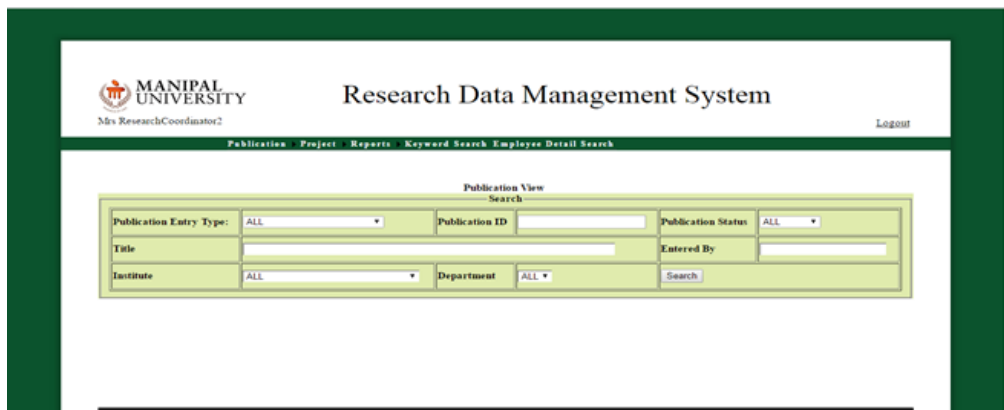 MANIPAL
UNIVERSITY
Research Data Management System
Mrs ResearchCoordinator2
Logout
Publication Project Reports Keyword Search Employee Detail Search
Publication View
Search
Publication Entry Type: ALL Publication ID Publication Status ALL
Title Entered By
Institute ALL Department ALL Search